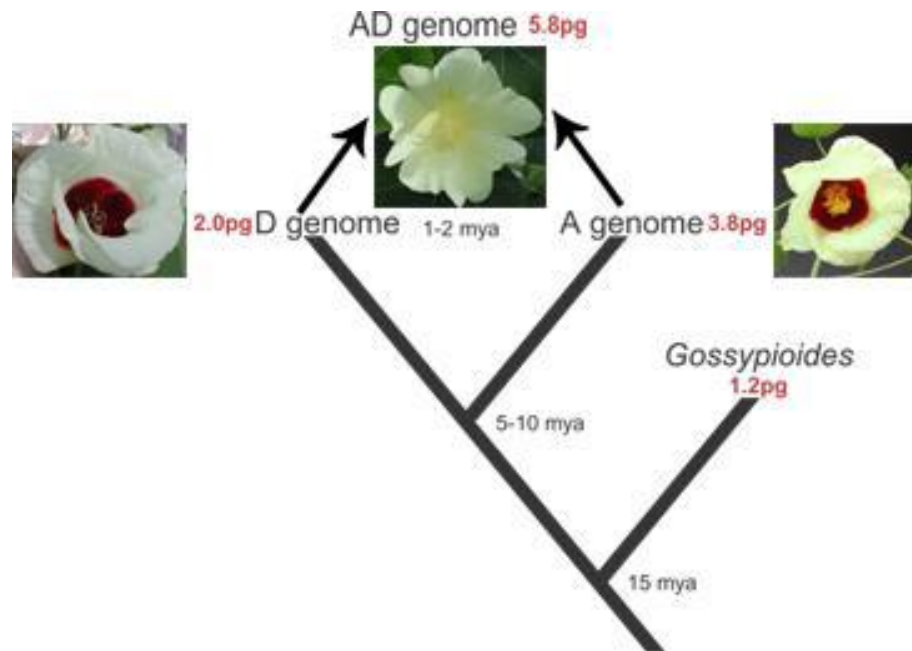 AD genome 5.8pg
2.0pg D genome 1-2 mya A genome 3.8pg
Gossypioides
1.2pg
5-10 mya
15 mya